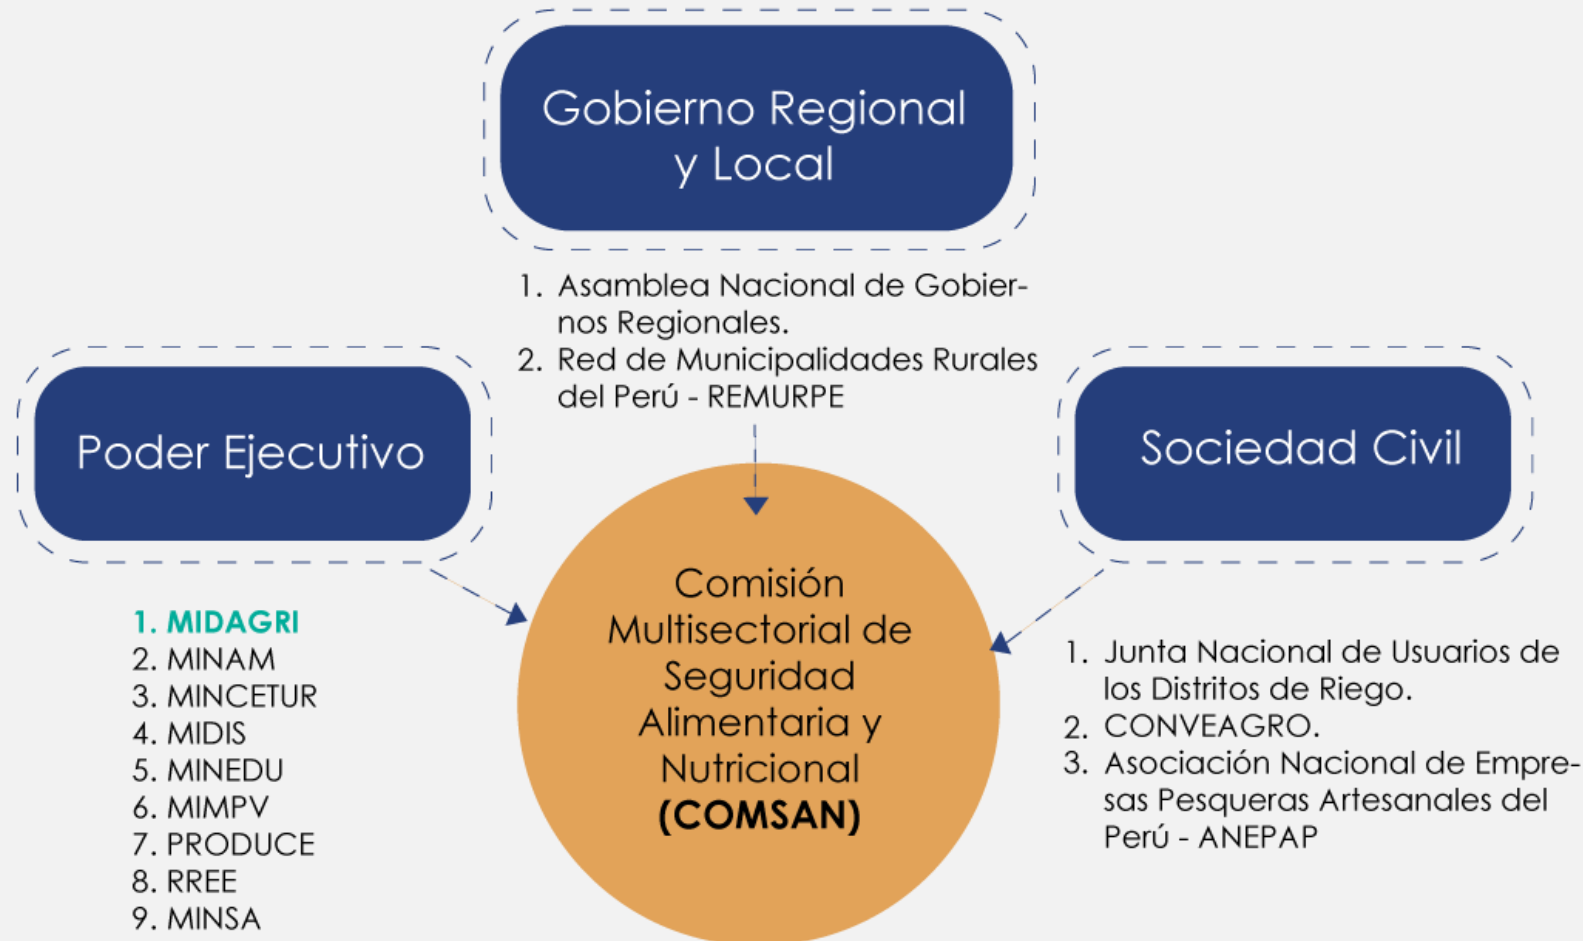 Gobierno Regional
y Local
1. Asamblea Nacional de Gobier-
nos Regionales.
2. Red de Municipalidades Rurales
del Perú - REMURPE
Poder Ejecutivo
1. MIDAGRI
2. MINAM
3. MINCETUR
4. MIDIS
5. MINEDU
6. MIMPV
7. PRODUCE
8. RREE
9. MINSA
Comisión
Multisectorial de
Seguridad
Alimentaria y
Nutricional
(COMSAN)
Sociedad Civil
1. Junta Nacional de Usuarios de
los Distritos de Riego.
2. CONVEAGRO.
3. Asociación Nacional de Empre-
sas Pesqueras Artesanales del
Perú - ANEPAP